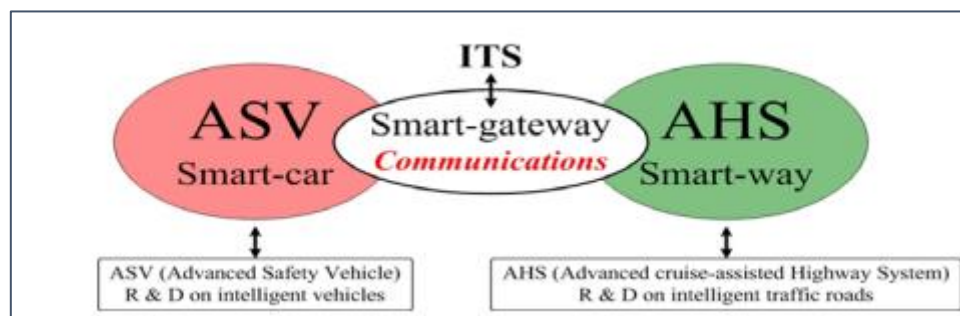 ITS
ASV
Smart-car
Smart-gateway
Communications
AHS
Smart-way
ASV (Advanced Safety Vehicle)
R & D on intelligent vehicles
AHS (Advanced cruise-assisted Highway System)
R & D on intelligent traffic roads